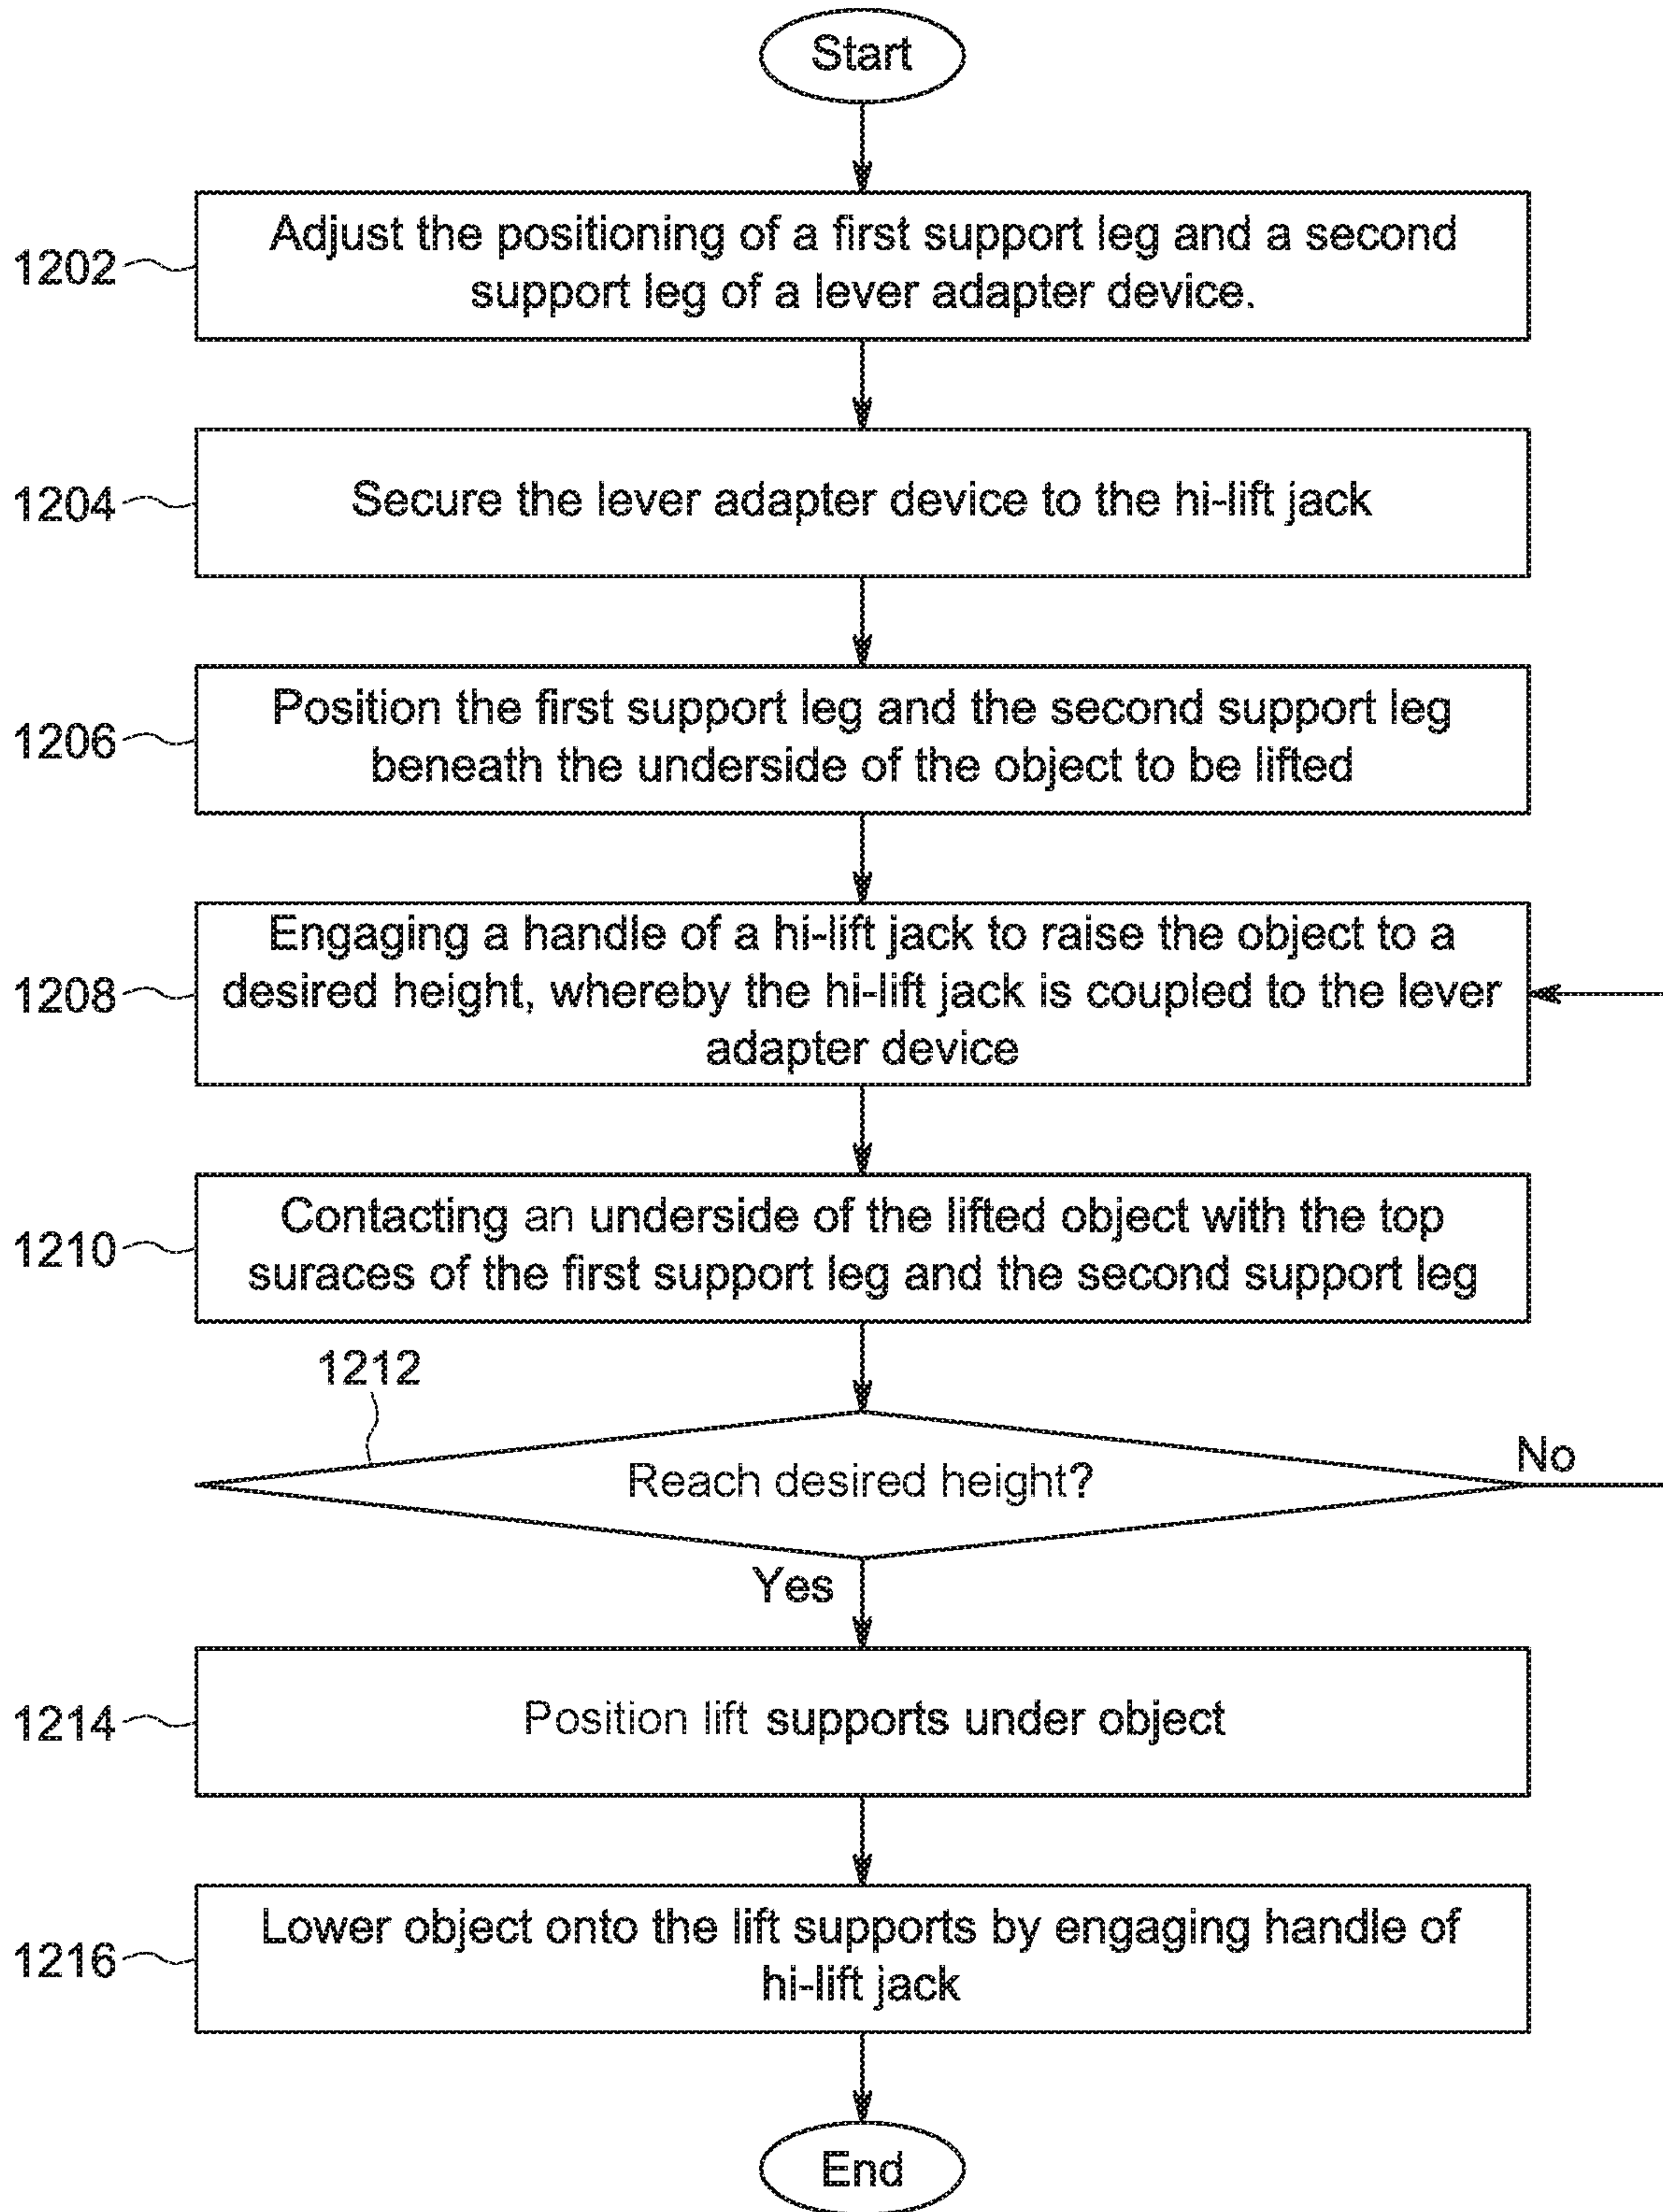 Start
1202
Adjust the positioning of a first support leg and a second
support leg of a lever adapter device.
1204
Secure the lever adapter device to the hi-lift jack
1206
Position the first support leg and the second support leg
beneath the underside of the object to be lifted
1208
Engaging a handle of a hi-lift jack to raise the object to a
desired height, whereby the hi-lift jack is coupled to the lever
adapter device
1210
Contacting an underside of the lifted object with the top
suraces of the first support leg and the second support leg
1212
Reach desired height?
No
Yes
1214
Position lift supports under object
1216
Lower object onto the lift supports by engaging handle of
hi-lift jack
End